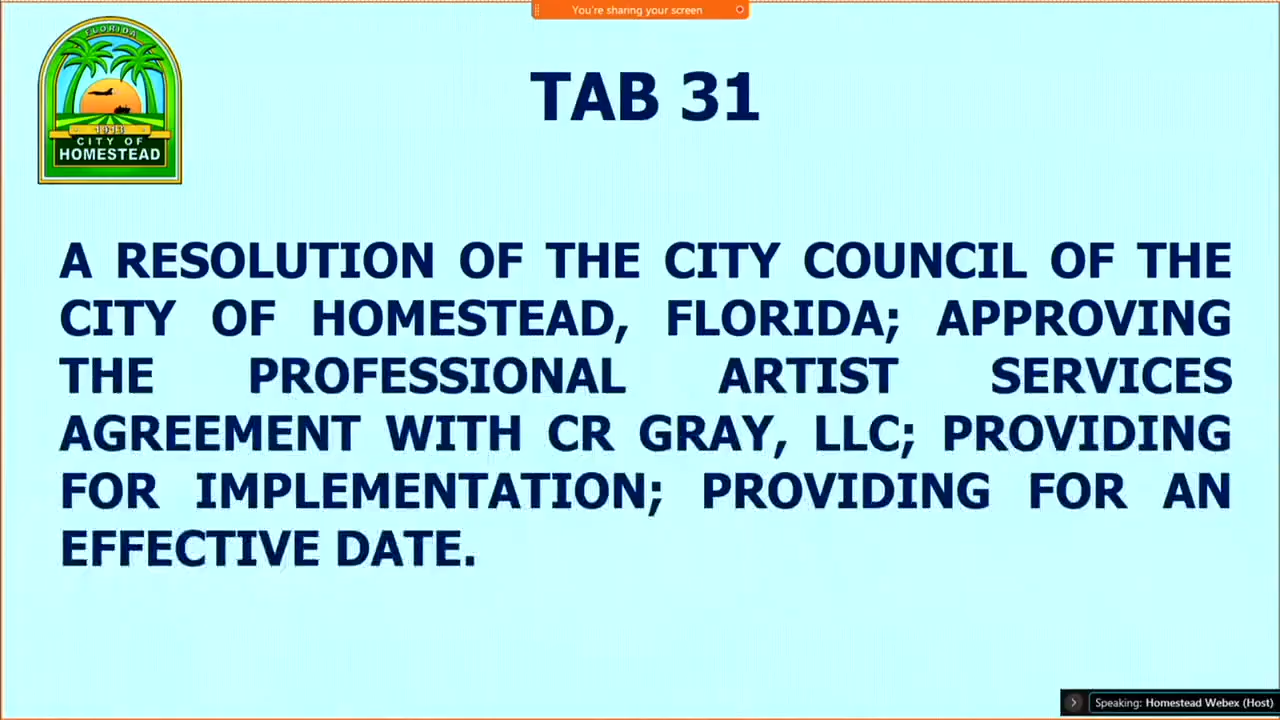 You're sharing your screen
FLORIDA
1913
CITY OF
HOMESTEAD
TAB 31
A RESOLUTION OF THE CITY COUNCIL OF THE
CITY OF HOMESTEAD, FLORIDA; APPROVING
THE PROFESSIONAL ARTIST SERVICES
AGREEMENT WITH CR GRAY, LLC; PROVIDING
FOR IMPLEMENTATION; PROVIDING FOR AN
EFFECTIVE DATE.
Speaking: Homestead Webex (Host)